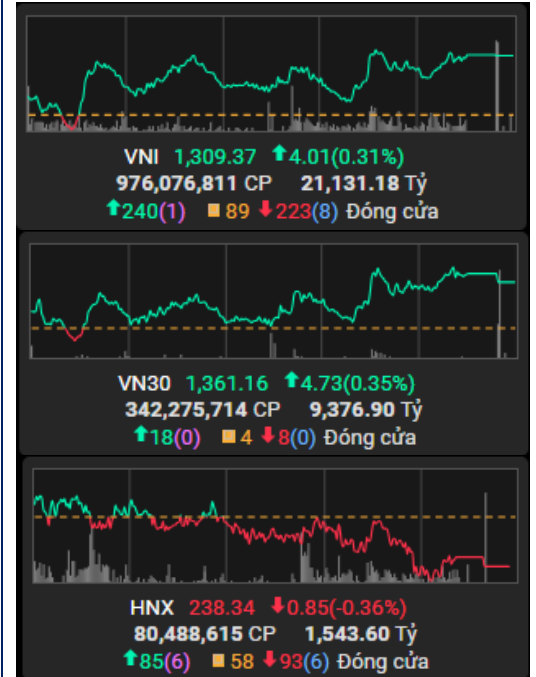 VNI 1,309.37 ⬆4.01(0.31%)
976,076,811 CP 21,131.18 Tỷ
⬆240(1) ■ 89 ⬇223(8) Đóng cửa
VN30 1,361.16 ⬆4.73(0.35%)
342,275,714 CP 9,376.90 Tỷ
⬆18(0) ■ 4 ⬇8(0) Đóng cửa
HNX 238.34 ⬇0.85(-0.36%)
80,488,615 CP 1,543.60 Tỷ
⬆85(6) ■ 58 ⬇93(6) Đóng cửa